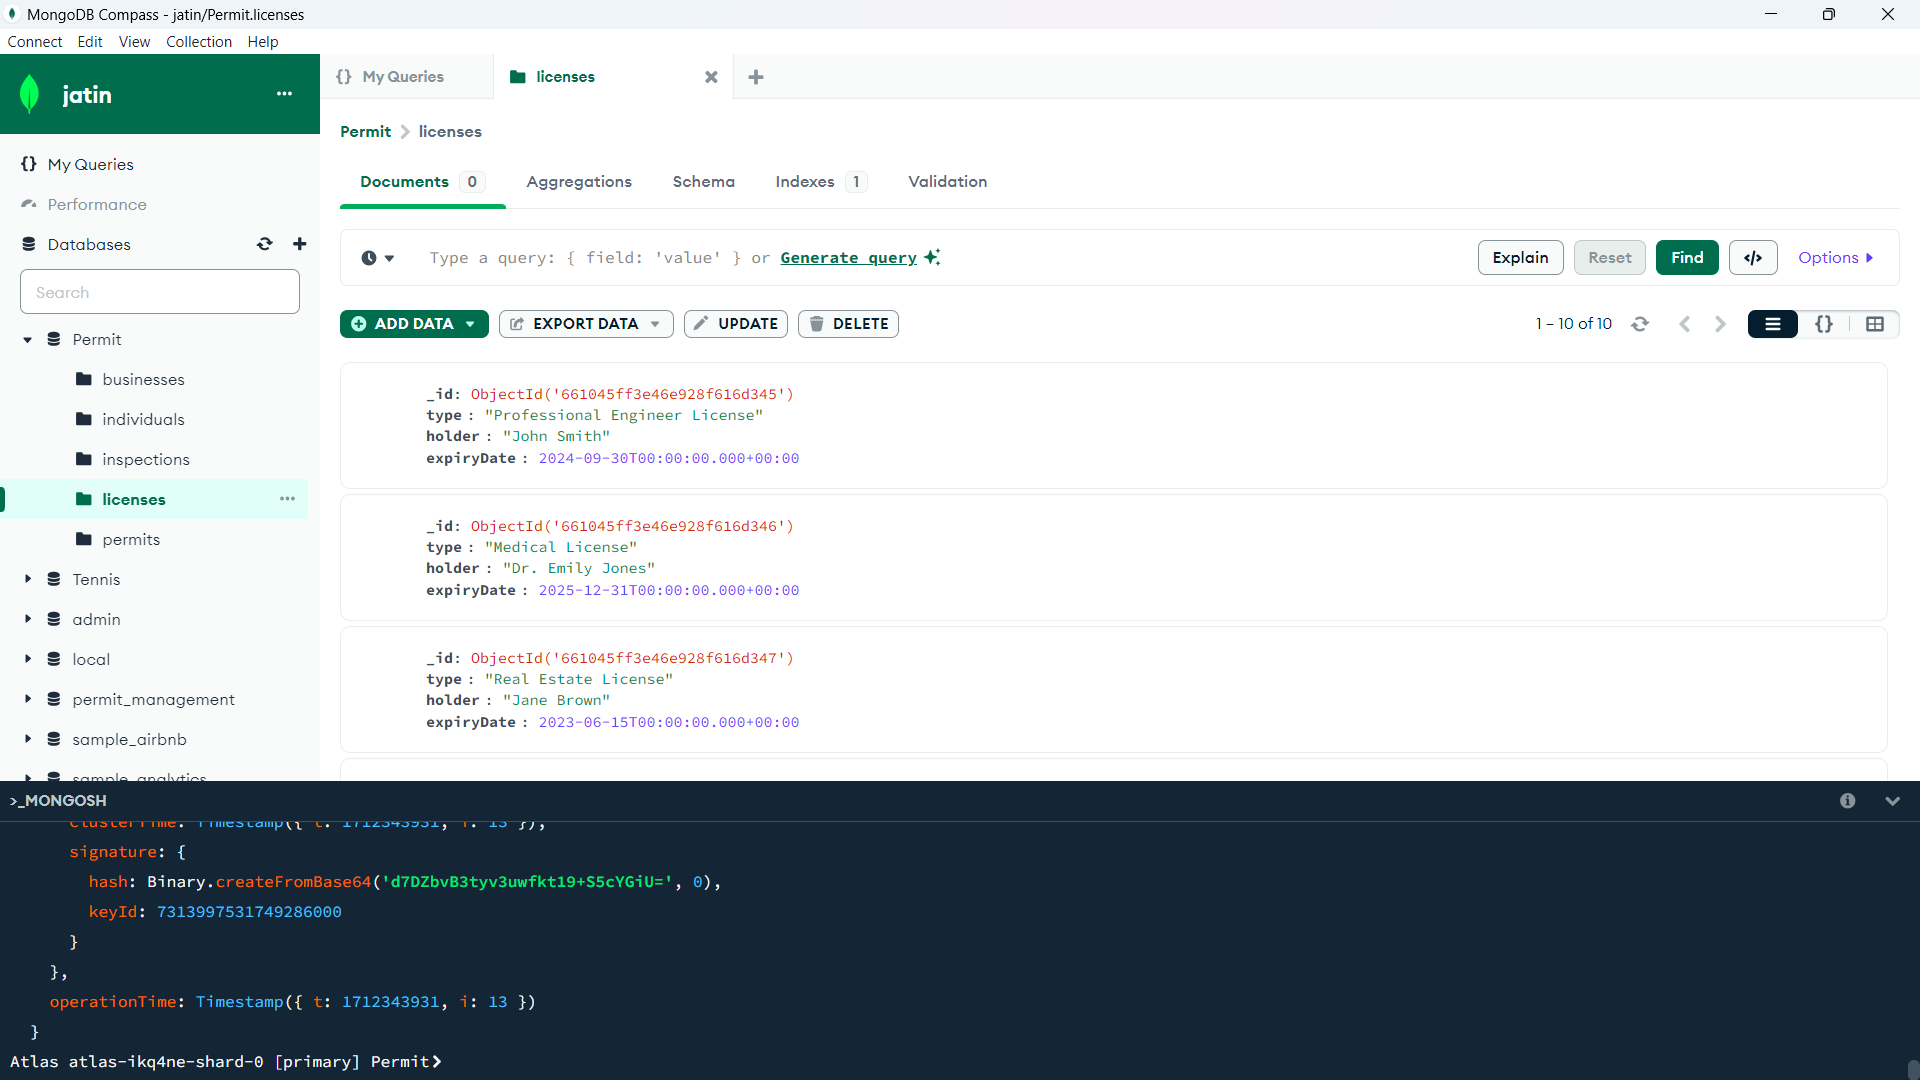 MongoDB Compass - jatin/Permit.licenses
Connect Edit View Collection Help
jatin
My Queries
Performance
Databases
Search
Permit
businesses
individuals
inspections
licenses
permits
Tennis
admin
local
permit_management
sample_airbnb
sample_analytics
{} My Queries
licenses
Permit > licenses
Documents 0 Aggregations Schema Indexes 1 Validation
Type a query: { field: 'value' } or Generate query
Explain Reset Find </> Options
ADD DATA EXPORT DATA UPDATE DELETE
1 – 10 of 10
{}
_id: ObjectId('661045ff3e46e928f616d345')
type : "Professional Engineer License"
holder : "John Smith"
expiryDate : 2024-09-30T00:00:00.000+00:00
_id: ObjectId('661045ff3e46e928f616d346')
type : "Medical License"
holder : "Dr. Emily Jones"
expiryDate : 2025-12-31T00:00:00.000+00:00
_id: ObjectId('661045ff3e46e928f616d347')
type : "Real Estate License"
holder : "Jane Brown"
expiryDate : 2023-06-15T00:00:00.000+00:00
>_MONGOSH
clusterTime: Timestamp({ t: 1712343931, i: 13 }),
signature: {
hash: Binary.createFromBase64('d7DZbvB3tyv3uwfkt19+S5cYGiU=', 0),
keyId: 7313997531749286000
}
},
operationTime: Timestamp({ t: 1712343931, i: 13 })
}
Atlas atlas-ikq4ne-shard-0 [primary] Permit>